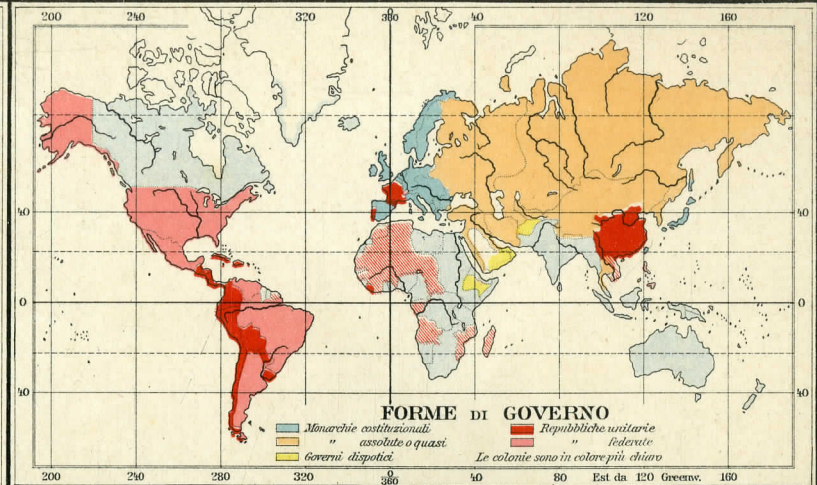 200 240 280 320 360 40 80 120 160
40 40
0 0
40 40
FORME DI GOVERNO
Monarchie costituzionali
" assolute o quasi
Governi dispotici
Repubbliche unitarie
" federate
Le colonie sono in colore più chiaro
200 240 280 320 0 40 80 Est da 120 Greenw. 160
360